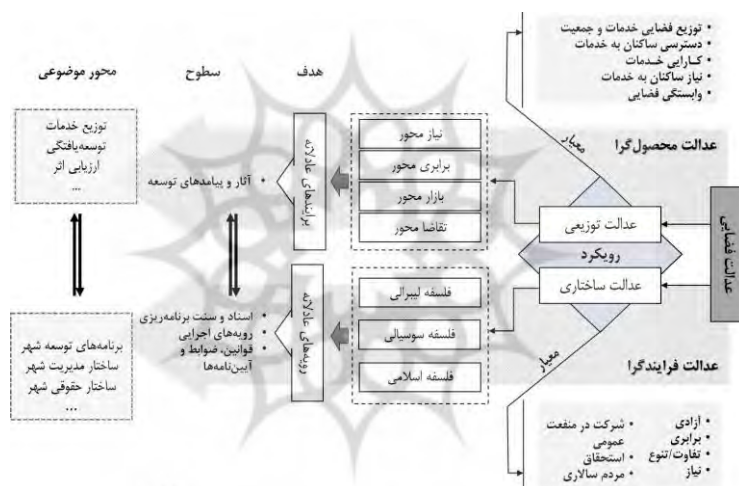 توزیع فضایی خدمات و جمعیت
دسترسی ساکنان به خدمات
کارایی خدمات
نیاز ساکنان به خدمات
وابستگی فضایی
محور موضوعی
سطوح
هدف
معیار
عدالت محصول‌گرا
توزیع خدمات
توسعه‌یافتگی
ارزیابی اثر
...
آثار و پیامدهای توسعه
برایندهای عادلانه
نیاز محور
برابری محور
بازار محور
تقاضا محور
عدالت توزیعی
رویکرد
عدالت ساختاری
عدالت فضایی
برنامه‌های توسعه شهر
ساختار مدیریت شهر
ساختار حقوقی شهر
...
اسناد و سنت برنامه‌ریزی
رویه‌های اجرایی
قوانین، ضوابط و
آیین‌نامه‌ها
رویه‌های عادلانه
فلسفه لیبرالی
فلسفه سوسیالی
فلسفه اسلامی
معیار
عدالت فرایندگرا
آزادی
برابری
تفاوت/تنوع
نیاز
شرکت در منفعت
عمومی
استحقاق
مردم سالاری